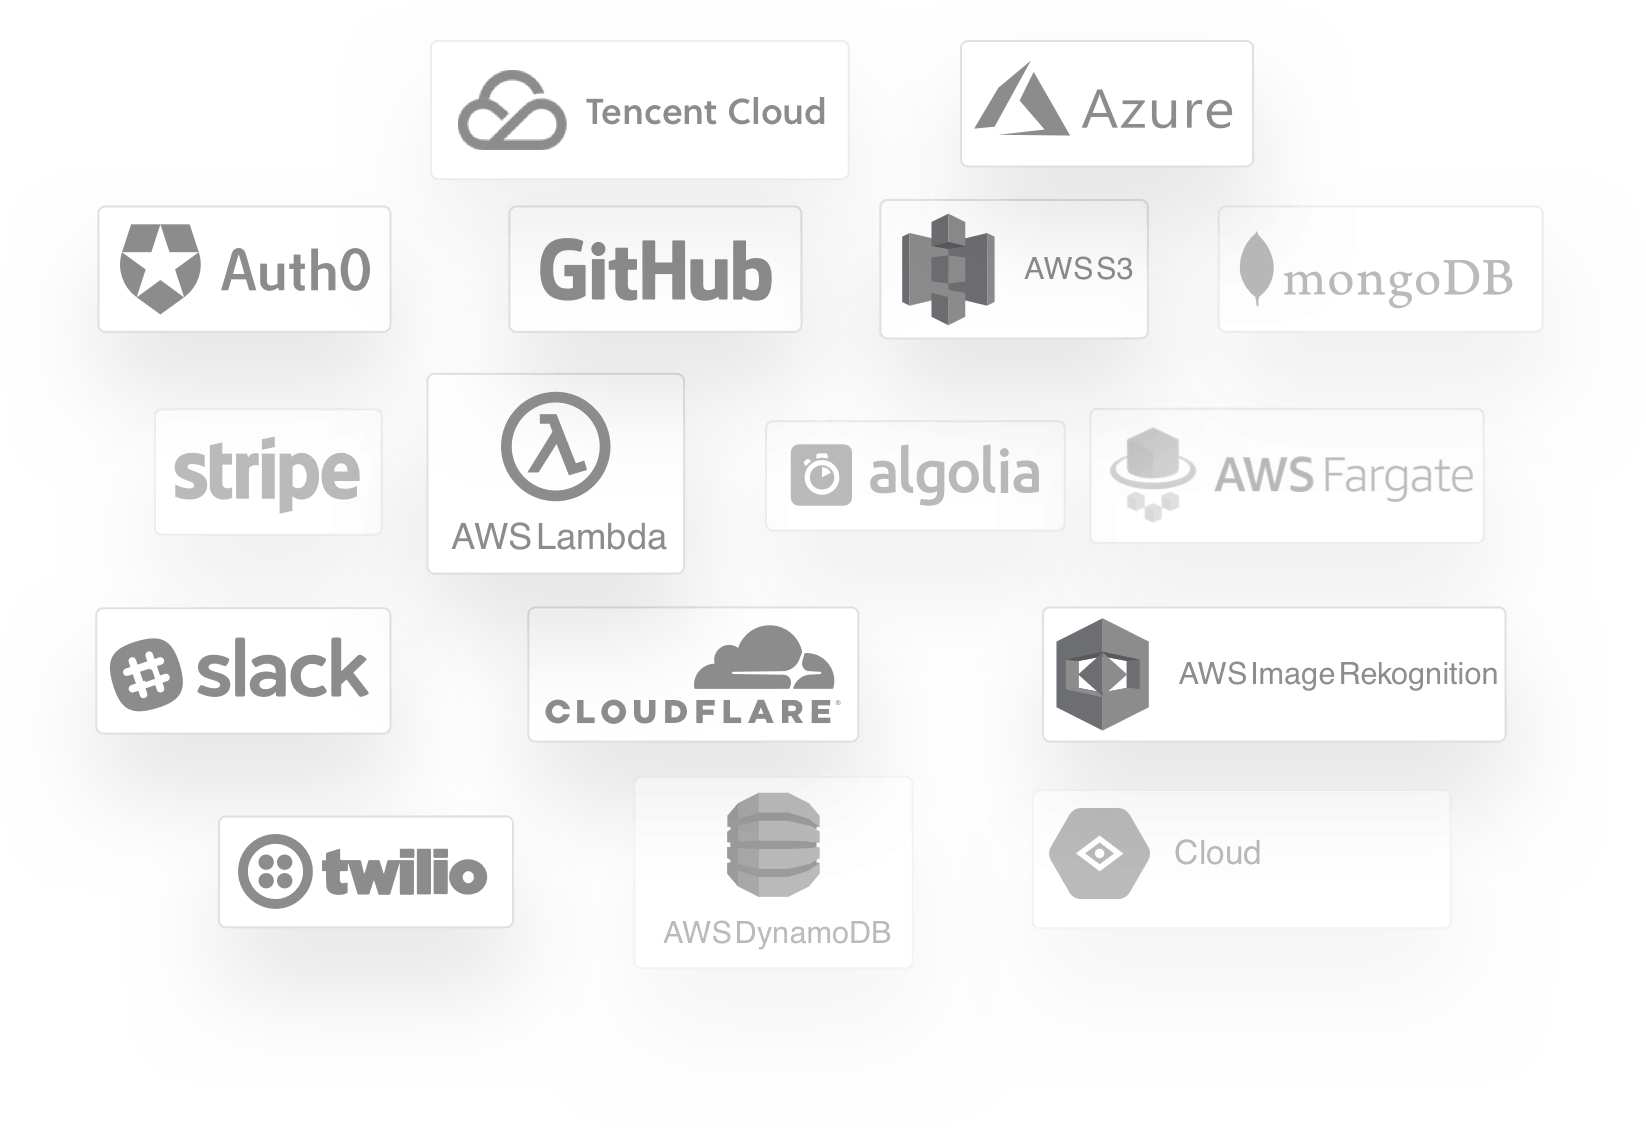 Tencent Cloud
Azure
Auth0
GitHub
AWS S3
mongoDB
stripe
AWS Lambda
algolia
AWS Fargate
slack
CLOUDFLARE®
AWS Image Rekognition
twilio
AWS DynamoDB
Cloud